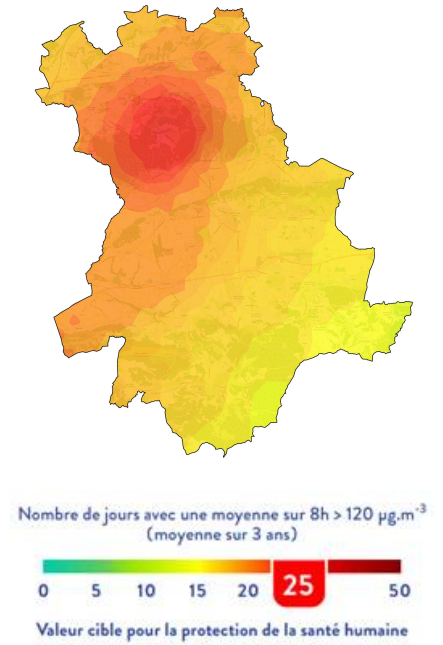 Nombre de jours avec une moyenne sur 8h > 120 µg.m⁻³
(moyenne sur 3 ans)
0 5 10 15 20 25 50
Valeur cible pour la protection de la santé humaine